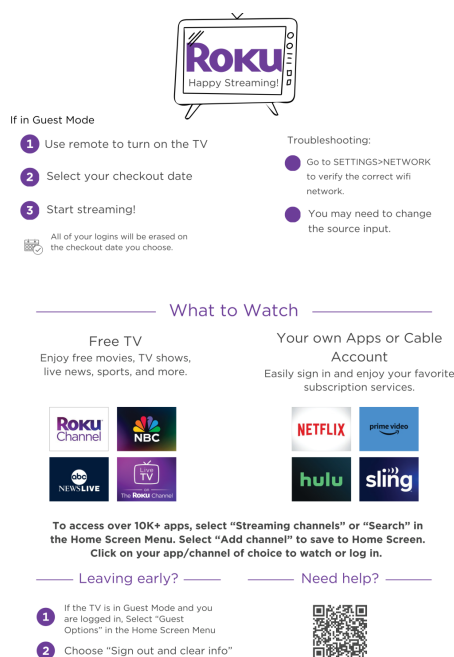 Roku
Happy Streaming!
If in Guest Mode
1 Use remote to turn on the TV
2 Select your checkout date
3 Start streaming!
All of your logins will be erased on
the checkout date you choose.
Troubleshooting:
Go to SETTINGS>NETWORK
to verify the correct wifi
network.
You may need to change
the source input.
What to Watch
Free TV
Enjoy free movies, TV shows,
live news, sports, and more.
Roku
Channel
NBC
abc
NEWSLIVE
Live
TV
ON
The Roku Channel
Your own Apps or Cable
Account
Easily sign in and enjoy your favorite
subscription services.
NETFLIX
prime video
hulu
sling
To access over 10K+ apps, select “Streaming channels” or “Search” in
the Home Screen Menu. Select “Add channel” to save to Home Screen.
Click on your app/channel of choice to watch or log in.
Leaving early?
1 If the TV is in Guest Mode and you
are logged in, Select “Guest
Options” in the Home Screen Menu
2 Choose “Sign out and clear info”
Need help?